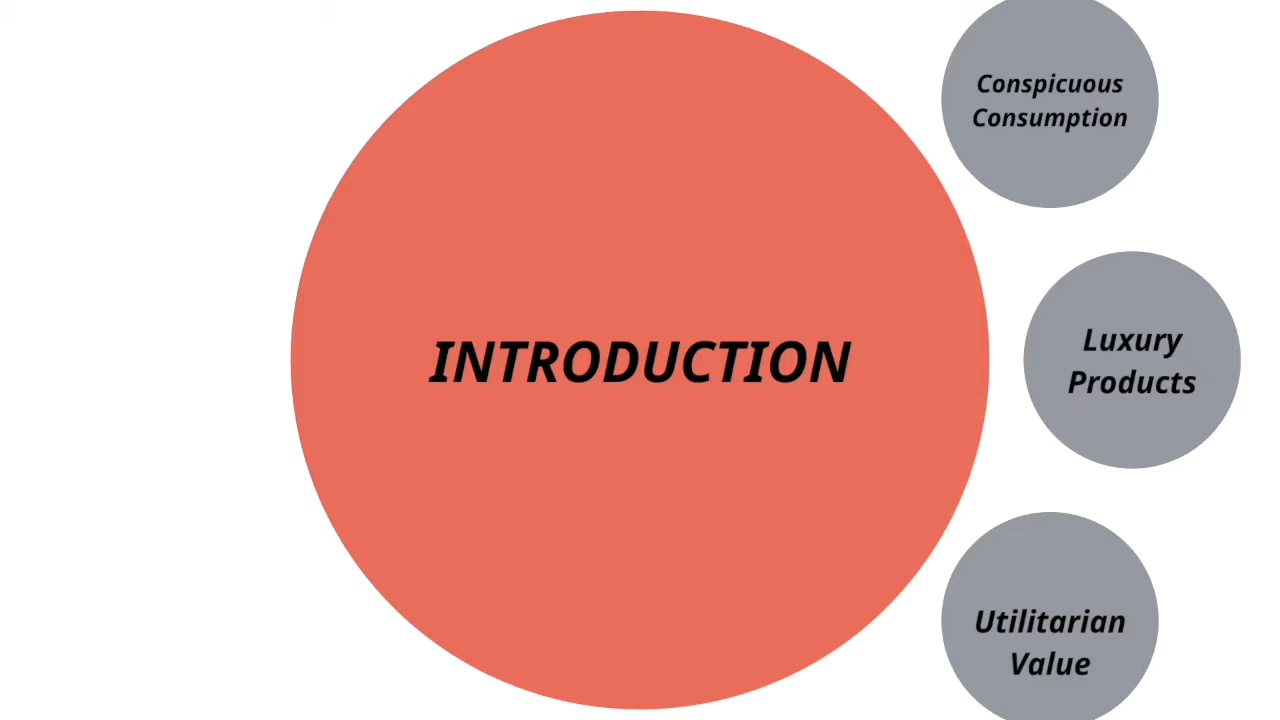 INTRODUCTION
Conspicuous
Consumption
Luxury
Products
Utilitarian
Value